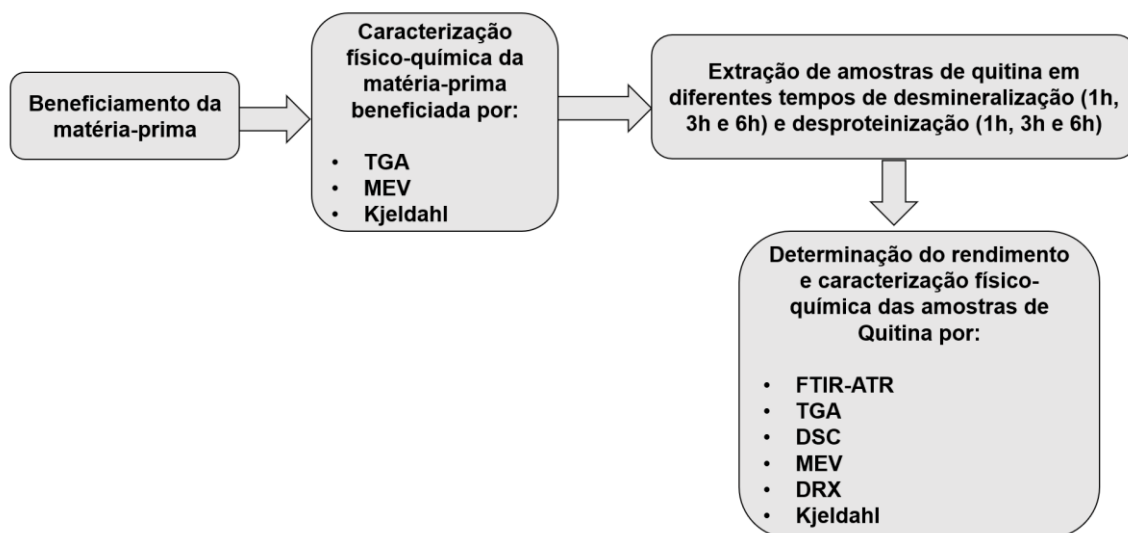 Beneficiamento da
matéria-prima
Caracterização
físico-química da
matéria-prima
beneficiada por:
• TGA
• MEV
• Kjeldahl
Extração de amostras de quitina em
diferentes tempos de desmineralização (1h,
3h e 6h) e desproteinização (1h, 3h e 6h)
Determinação do rendimento
e caracterização físico-
química das amostras de
Quitina por:
• FTIR-ATR
• TGA
• DSC
• MEV
• DRX
• Kjeldahl